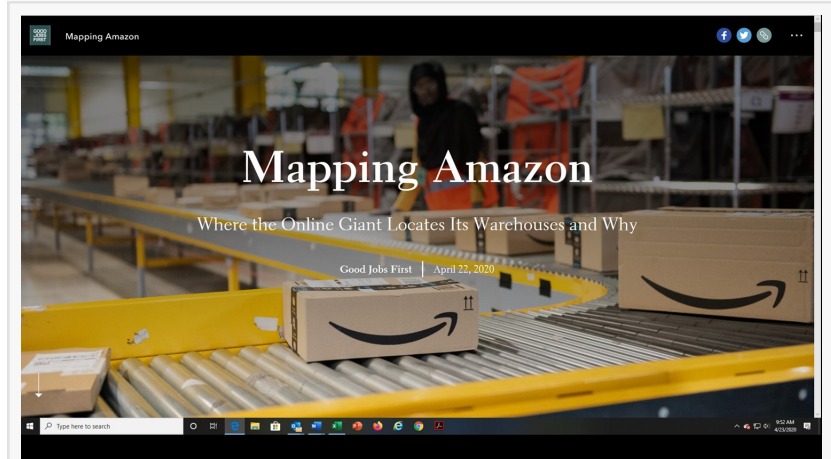 GOOD
JOBS
FIRST
Mapping Amazon
Mapping Amazon
Where the Online Giant Locates Its Warehouses and Why
Good Jobs First | April 22, 2020
Type here to search
9:52 AM
4/23/2020